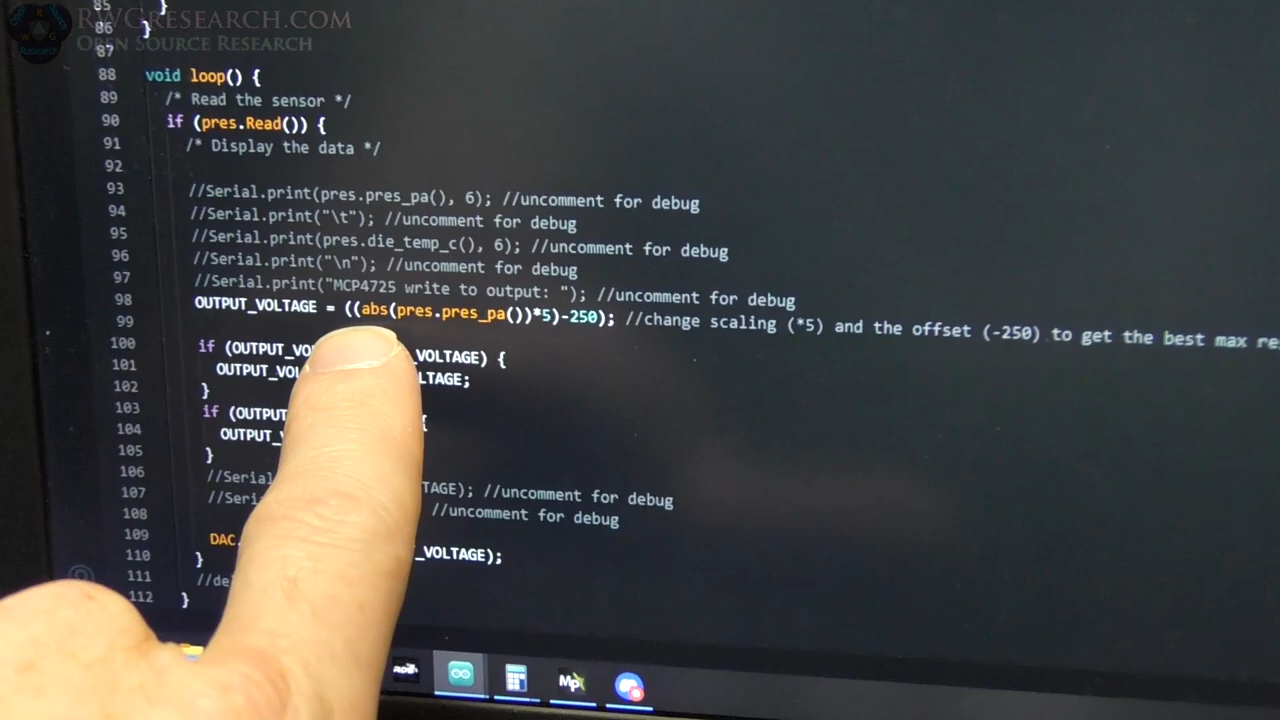 RWGRESEARCH.COM
OPEN SOURCE RESEARCH
R
W G
Research
85 }
86 }
87
88 void loop() {
89 /* Read the sensor */
90 if (pres.Read()) {
91 /* Display the data */
92
93 //Serial.print(pres.pres_pa(), 6); //uncomment for debug
94 //Serial.print("\t"); //uncomment for debug
95 //Serial.print(pres.die_temp_c(), 6); //uncomment for debug
96 //Serial.print("\n"); //uncomment for debug
97 //Serial.print("MCP4725 write to output: "); //uncomment for debug
98 OUTPUT_VOLTAGE = ((abs(pres.pres_pa())*5)-250); //change scaling (*5) and the offset (-250) to get the best max re
99
100 if (OUTPUT_VO _VOLTAGE) {
101 OUTPUT_VOL LTAGE;
102 }
103 if (OUTPUT {
104 OUTPUT_V
105 }
106 //Serial TAGE); //uncomment for debug
107 //Ser //uncomment for debug
108
109 DAC. _VOLTAGE);
110 }
111 //de
112 }